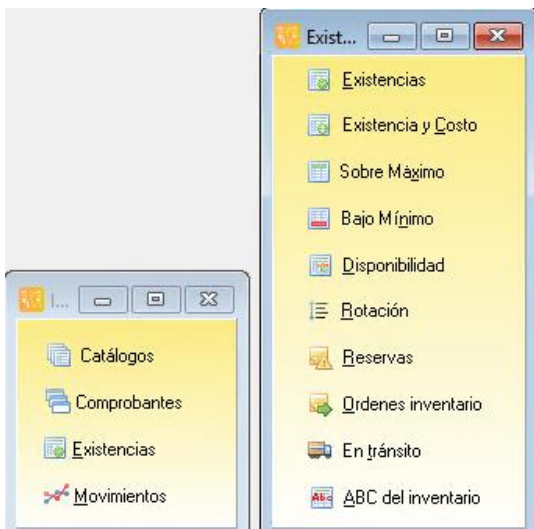 Exist...
Existencias
Existencia y Costo
Sobre Máximo
Bajo Mínimo
Disponibilidad
Rotación
Reservas
Ordenes inventario
En tránsito
ABC del inventario
I...
Catálogos
Comprobantes
Existencias
Movimientos